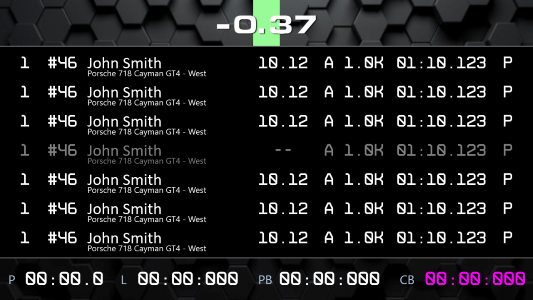 -0.37
1 #46 John Smith 10.12 A 1.0K 01:10.123 P
Porsche 718 Cayman GT4 - West
1 #46 John Smith 10.12 A 1.0K 01:10.123 P
Porsche 718 Cayman GT4 - West
1 #46 John Smith 10.12 A 1.0K 01:10.123 P
Porsche 718 Cayman GT4 - West
1 #46 John Smith -- A 1.0K 01:10.123 P
Porsche 718 Cayman GT4 - West
1 #46 John Smith 10.12 A 1.0K 01:10.123 P
Porsche 718 Cayman GT4 - West
1 #46 John Smith 10.12 A 1.0K 01:10.123 P
Porsche 718 Cayman GT4 - West
1 #46 John Smith 10.12 A 1.0K 01:10.123 P
Porsche 718 Cayman GT4 - West
P 00:00.0 L 00:00:000 PB 00:00:000 CB 00:00:000